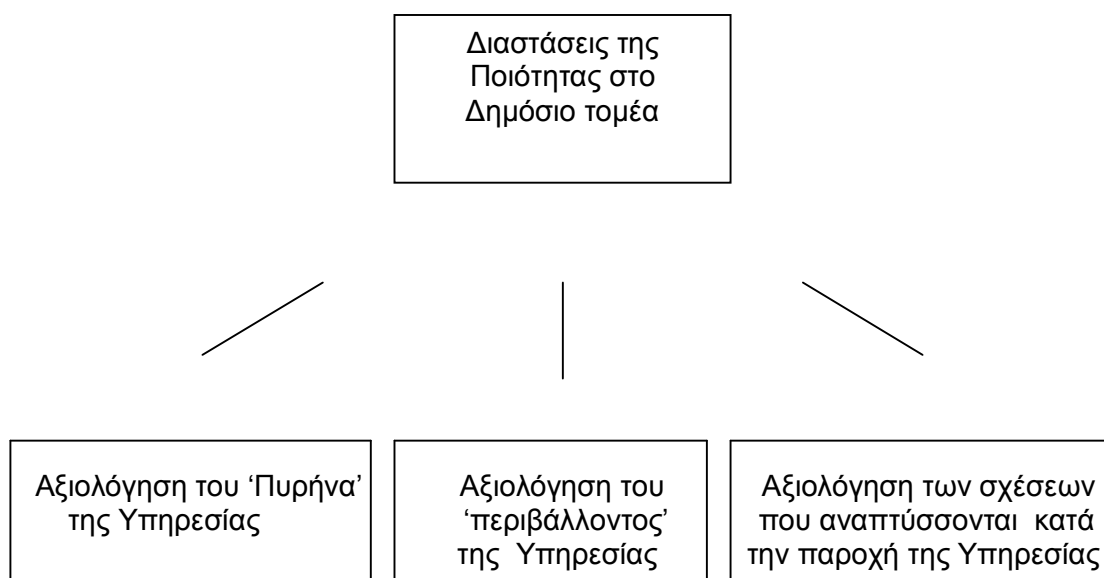 Διαστάσεις της
Ποιότητας στο
Δημόσιο τομέα
Αξιολόγηση του ‘Πυρήνα’
της Υπηρεσίας
Αξιολόγηση του
‘περιβάλλοντος’
της Υπηρεσίας
Αξιολόγηση των σχέσεων
που αναπτύσσονται κατά
την παροχή της Υπηρεσίας